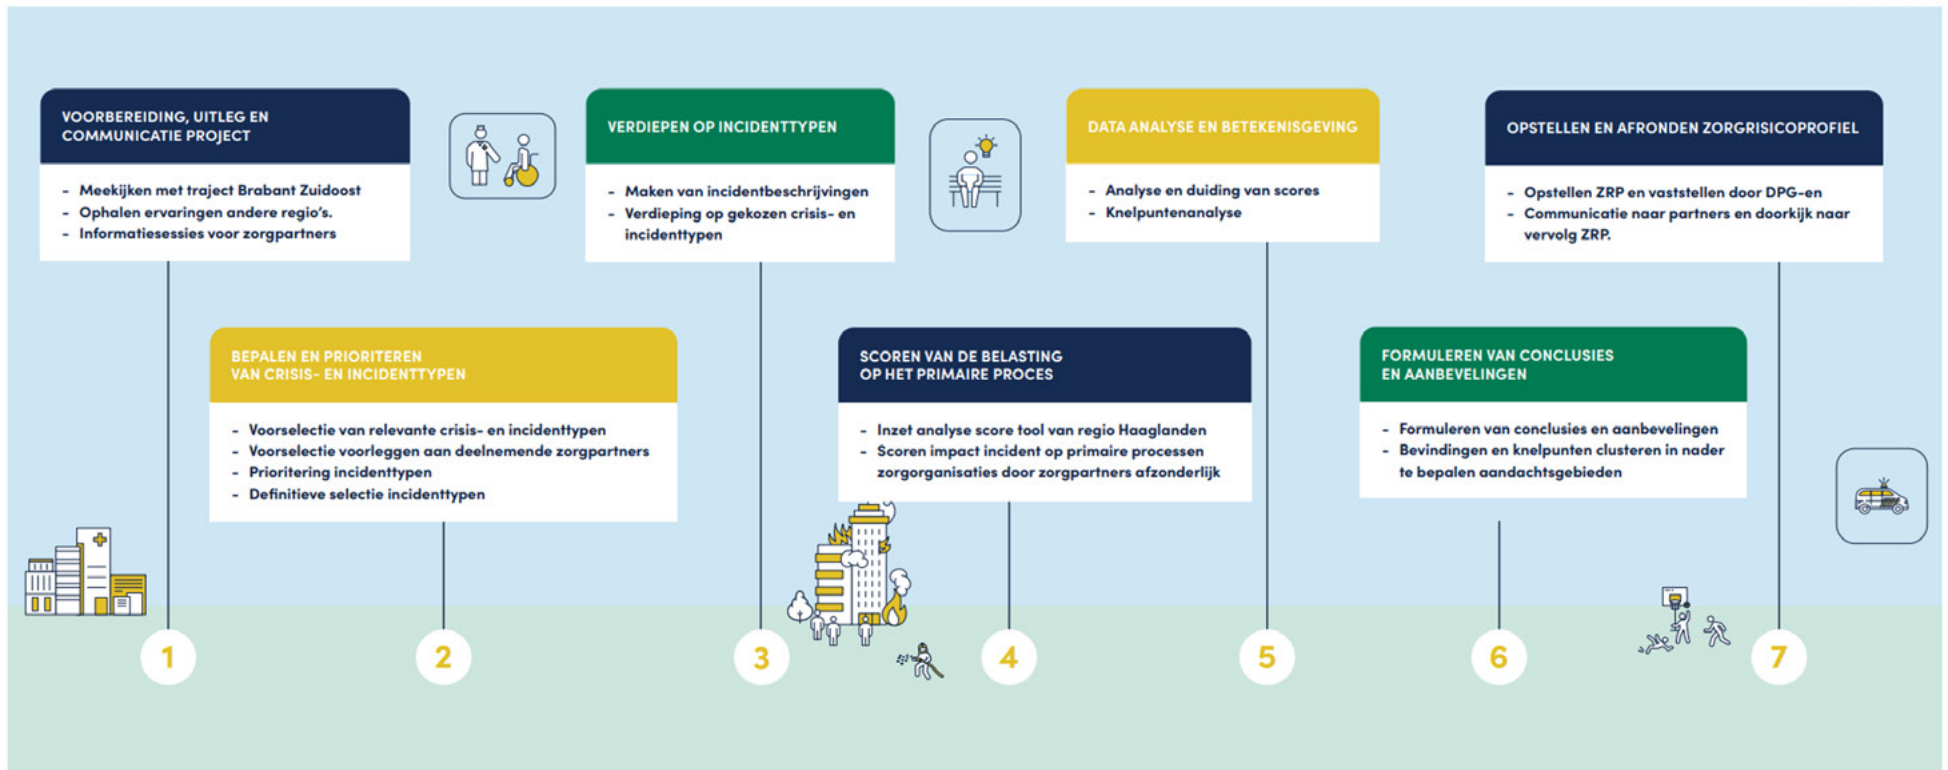 VOORBEREIDING, UITLEG EN
COMMUNICATIE PROJECT
- Meekijken met traject Brabant Zuidoost
- Ophalen ervaringen andere regio's.
- Informatiesessies voor zorgpartners
BEPALEN EN PRIORITEREN
VAN CRISIS- EN INCIDENTTYPEN
- Voorselectie van relevante crisis- en incidenttypen
- Voorselectie voorleggen aan deelnemende zorgpartners
- Prioritering incidenttypen
- Definitieve selectie incidenttypen
VERDIEPEN OP INCIDENTTYPEN
- Maken van incidentbeschrijvingen
- Verdieping op gekozen crisis- en
incidenttypen
SCOREN VAN DE BELASTING
OP HET PRIMAIRE PROCES
- Inzet analyse score tool van regio Haaglanden
- Scoren impact incident op primaire processen
zorgorganisaties door zorgpartners afzonderlijk
DATA ANALYSE EN BETEKENISGEVING
- Analyse en duiding van scores
- Knelpuntenanalyse
FORMULEREN VAN CONCLUSIES
EN AANBEVELINGEN
- Formuleren van conclusies en aanbevelingen
- Bevindingen en knelpunten clusteren in nader
te bepalen aandachtsgebieden
OPSTELLEN EN AFRONDEN ZORGRISICOPROFIEL
- Opstellen ZRP en vaststellen door DPG-en
- Communicatie naar partners en doorkijk naar
vervolg ZRP.
1
2
3
4
5
6
7